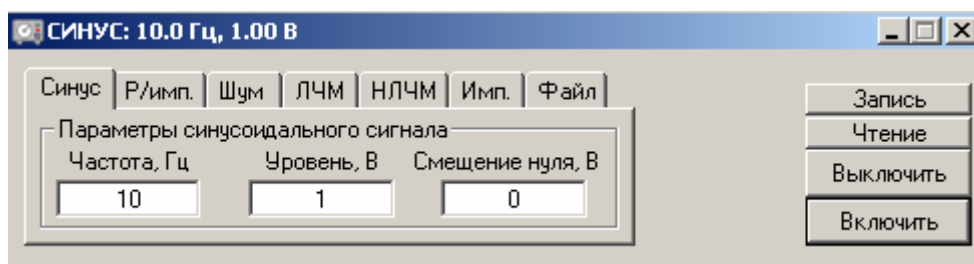 СИНУС: 10.0 Гц, 1.00 В
Синус Р/имп. Шум ЛЧМ НЛЧМ Имп. Файл
Параметры синусоидального сигнала
Частота, Гц Уровень, В Смещение нуля, В
10 1 0
Запись
Чтение
Выключить
Включить